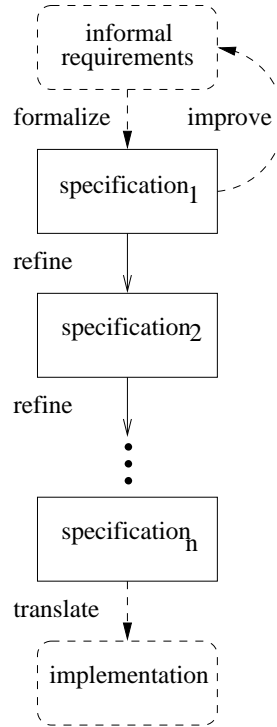 informal
requirements
formalize
improve
specification1
refine
specification2
refine
specificationn
translate
implementation